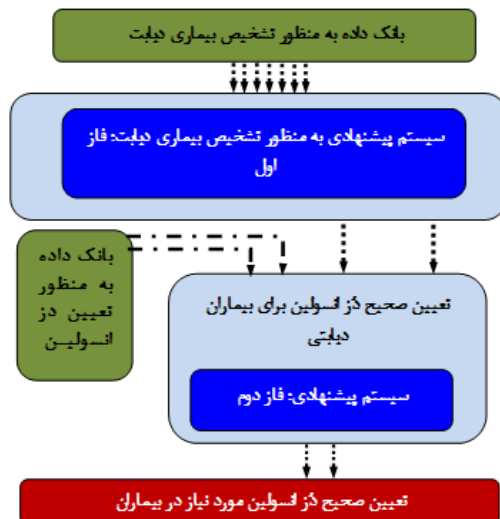 بانک داده به منظور تشخیص بیماری دیابت
سیستم پیشنهادی به منظور تشخیص بیماری دیابت: فاز
اول
بانک داده
به
منظور
تعیین دز
انسولین
تعیین صحیح دُز انسولین برای بیماران
دیابتی
سیستم پیشنهادی: فاز دوم
تعیین صحیح دُز انسولین مورد نیاز در بیماران